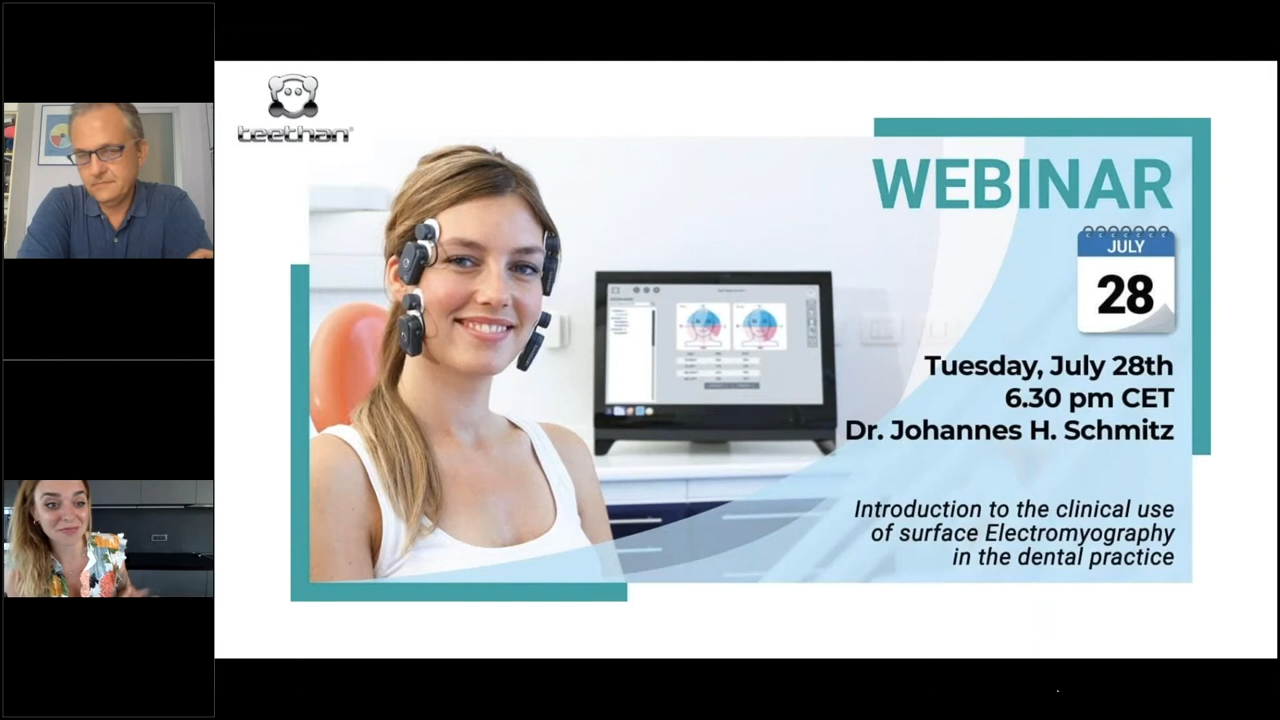 teethan®
WEBINAR
JULY
28
Tuesday, July 28th
6.30 pm CET
Dr. Johannes H. Schmitz
Introduction to the clinical use
of surface Electromyography
in the dental practice